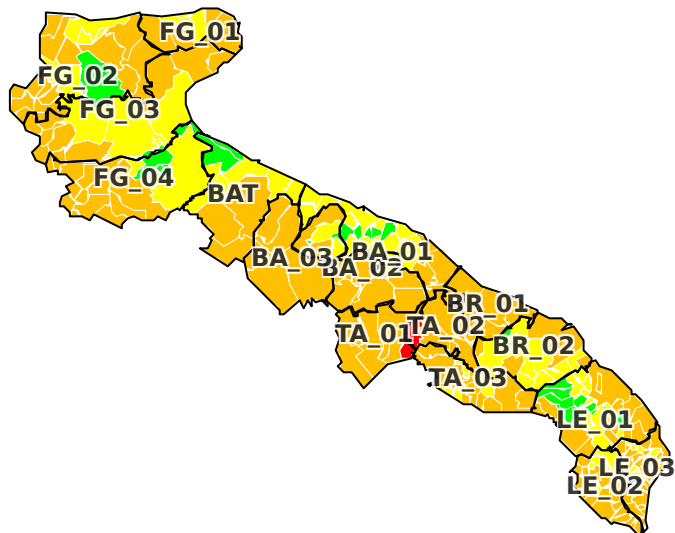 FG_01
FG_02
FG_03
FG_04
BAT
BA_01
BA_03
BA_02
BR_01
TA_02
TA_01
BR_02
TA_03
LE_01
LE_03
LE_02